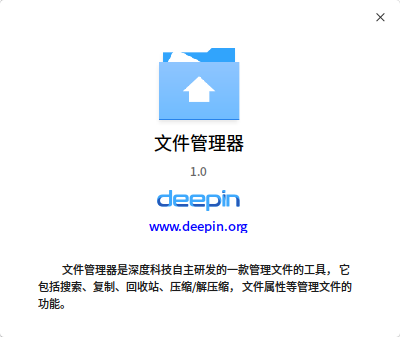 文件管理器
1.0
deepin
www.deepin.org
文件管理器是深度科技自主研发的一款管理文件的工具，它
包括搜索、复制、回收站、压缩/解压缩，文件属性等管理文件的
功能。